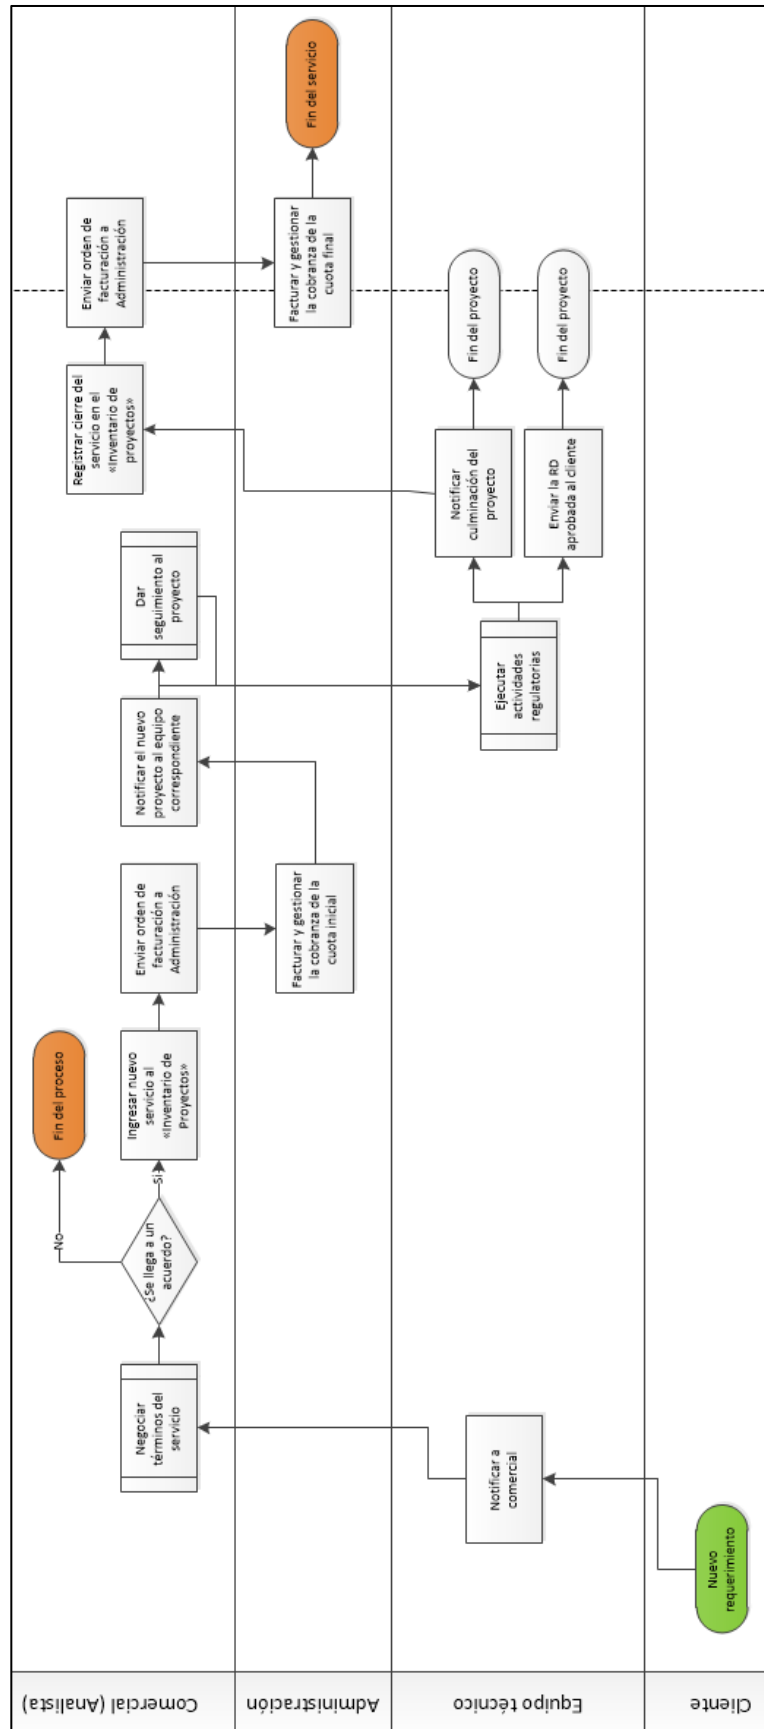 Comercial (Analista)
Negociar
términos del
servicio
¿Se llega a un
acuerdo?
No
Fin del proceso
si
Ingresar nuevo
servicio al
«Inventario de
Proyectos»
Enviar orden de
facturación a
Administración
Notificar el nuevo
proyecto al equipo
correspondiente
Dar
seguimiento al
proyecto
Registrar cierre del
servicio en el
«Inventario de
proyectos»
Enviar orden de
facturación a
Administración
Administración
Facturar y gestionar
la cobranza de la
cuota inicial
Facturar y gestionar
la cobranza de la
cuota final
Fin del servicio
Equipo técnico
Notificar a
comercial
Ejecutar
actividades
regulatorias
Notificar
culminación del
proyecto
Fin del proyecto
Enviar la RD
aprobada al cliente
Fin del proyecto
Cliente
Nuevo
requerimiento